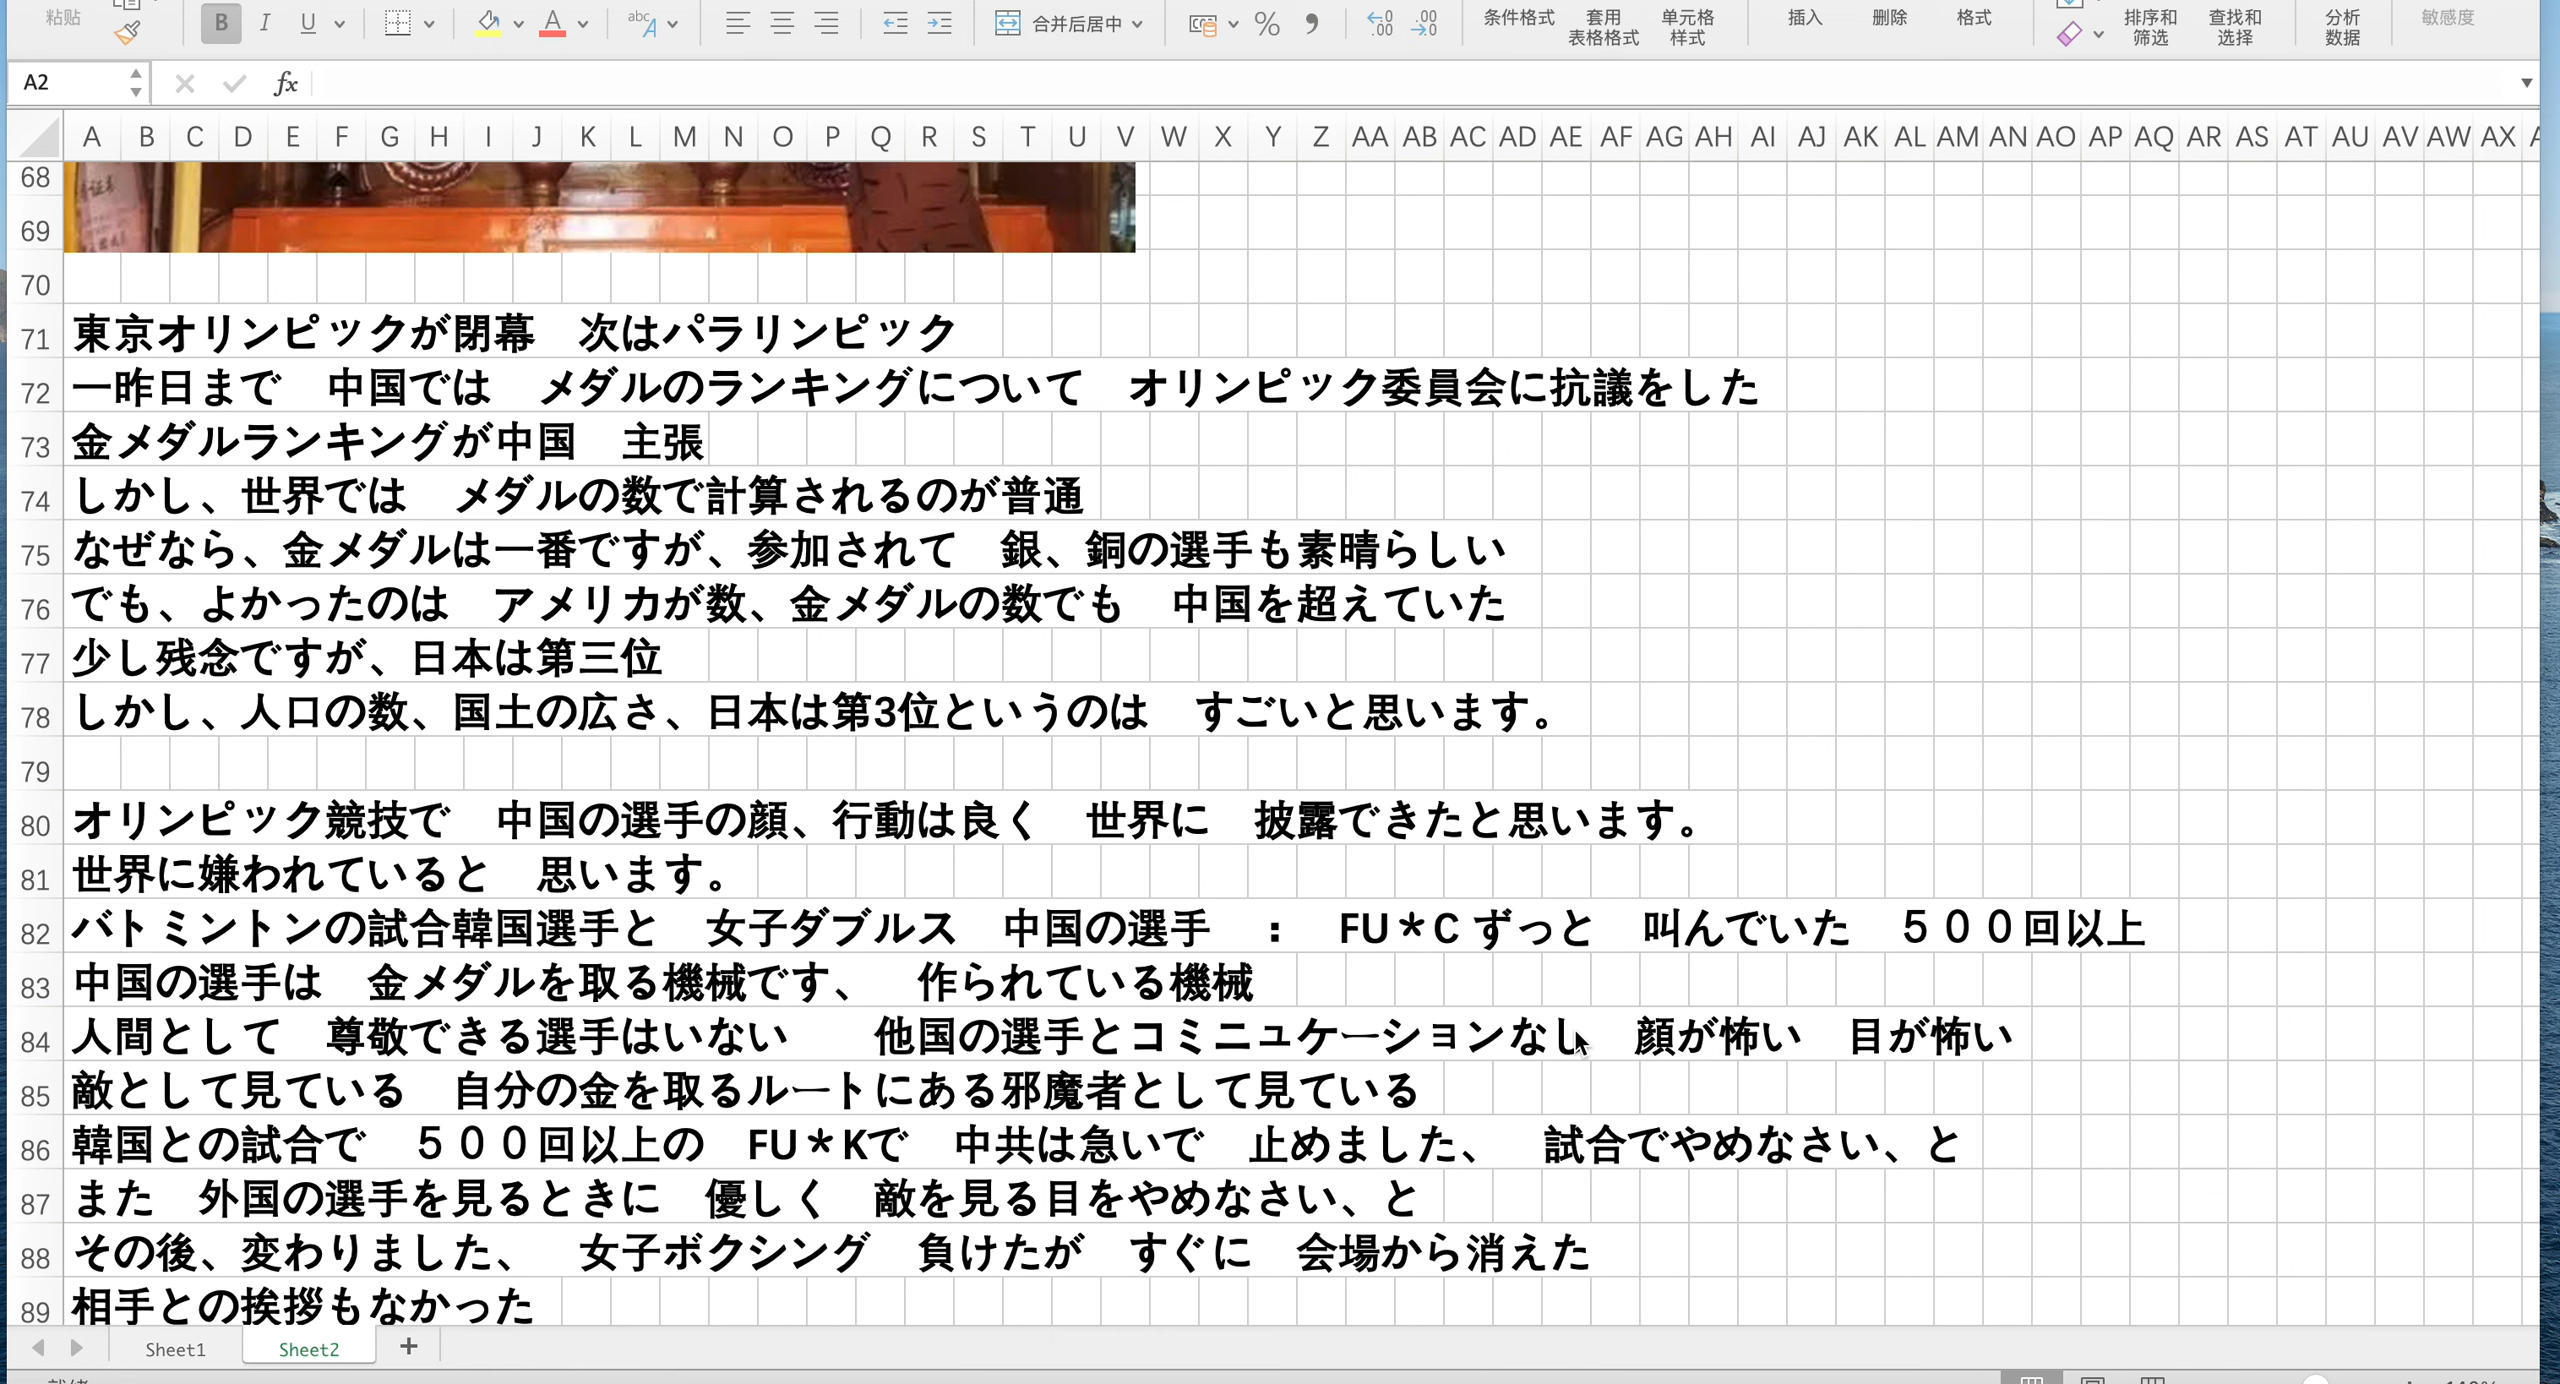 粘贴
B I U A abc A 合并后居中 % 条件格式 套用 表格格式 单元格 样式 插入 删除 格式 排序和 筛选 查找和 选择 分析 数据 敏感度
A2 fx
A B C D E F G H I J K L M N O P Q R S T U V W X Y Z AA AB AC AD AE AF AG AH AI AJ AK AL AM AN AO AP AQ AR AS AT AU AV AW AX
68
69
70
71 東京オリンピックが閉幕　次はパラリンピック
72 一昨日まで　中国では　メダルのランキングについて　オリンピック委員会に抗議をした
73 金メダルランキングが中国　主張
74 しかし、世界では　メダルの数で計算されるのが普通
75 なぜなら、金メダルは一番ですが、参加されて　銀、銅の選手も素晴らしい
76 でも、よかったのは　アメリカが数、金メダルの数でも　中国を超えていた
77 少し残念ですが、日本は第三位
78 しかし、人口の数、国土の広さ、日本は第3位というのは　すごいと思います。
79
80 オリンピック競技で　中国の選手の顔、行動は良く　世界に　披露できたと思います。
81 世界に嫌われていると　思います。
82 バトミントンの試合韓国選手と　女子ダブルス　中国の選手　：　FU＊C ずっと　叫んでいた　５００回以上
83 中国の選手は　金メダルを取る機械です、　作られている機械
84 人間として　尊敬できる選手はいない　　他国の選手とコミニュケーションなし　顔が怖い　目が怖い
85 敵として見ている　自分の金を取るルートにある邪魔者として見ている
86 韓国との試合で　５００回以上の　FU＊Kで　中共は急いで　止めました、　試合でやめなさい、と
87 また　外国の選手を見るときに　優しく　敵を見る目をやめなさい、と
88 その後、変わりました、　女子ボクシング　負けたが　すぐに　会場から消えた
89 相手との挨拶もなかった
Sheet1 Sheet2 +